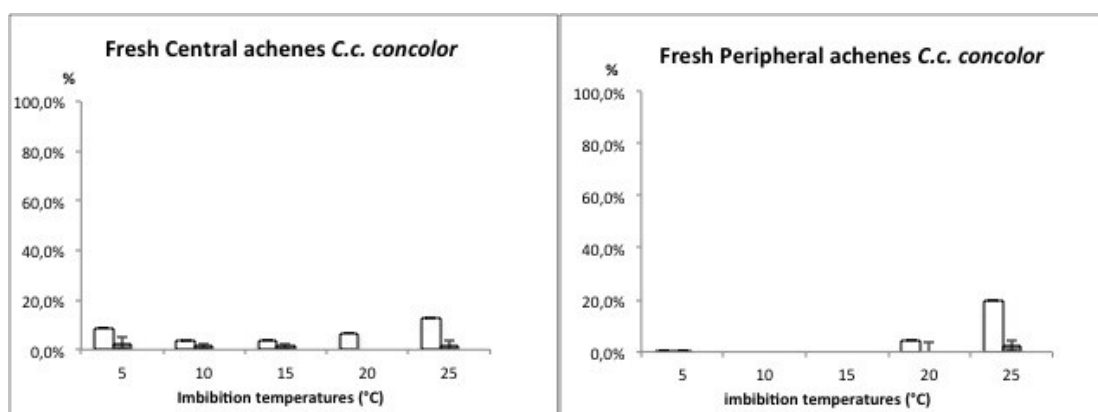 Fresh Central achenes C.c. concolor
%
100,0%
80,0%
60,0%
40,0%
20,0%
0,0%
5 10 15 20 25
Imbibition temperatures (°C)
Fresh Peripheral achenes C.c. concolor
%
100,0%
80,0%
60,0%
40,0%
20,0%
0,0%
5 10 15 20 25
imbibition temperatures (°C)